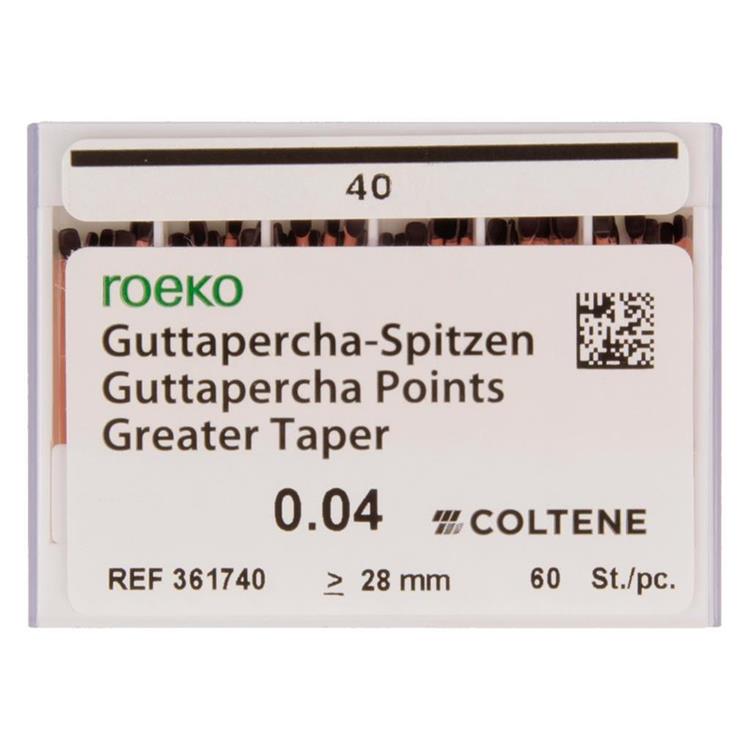 40
roeko
Guttapercha-Spitzen
Guttapercha Points
Greater Taper
0.04 COLTENE
REF 361740 ≥ 28 mm 60 St./pc.